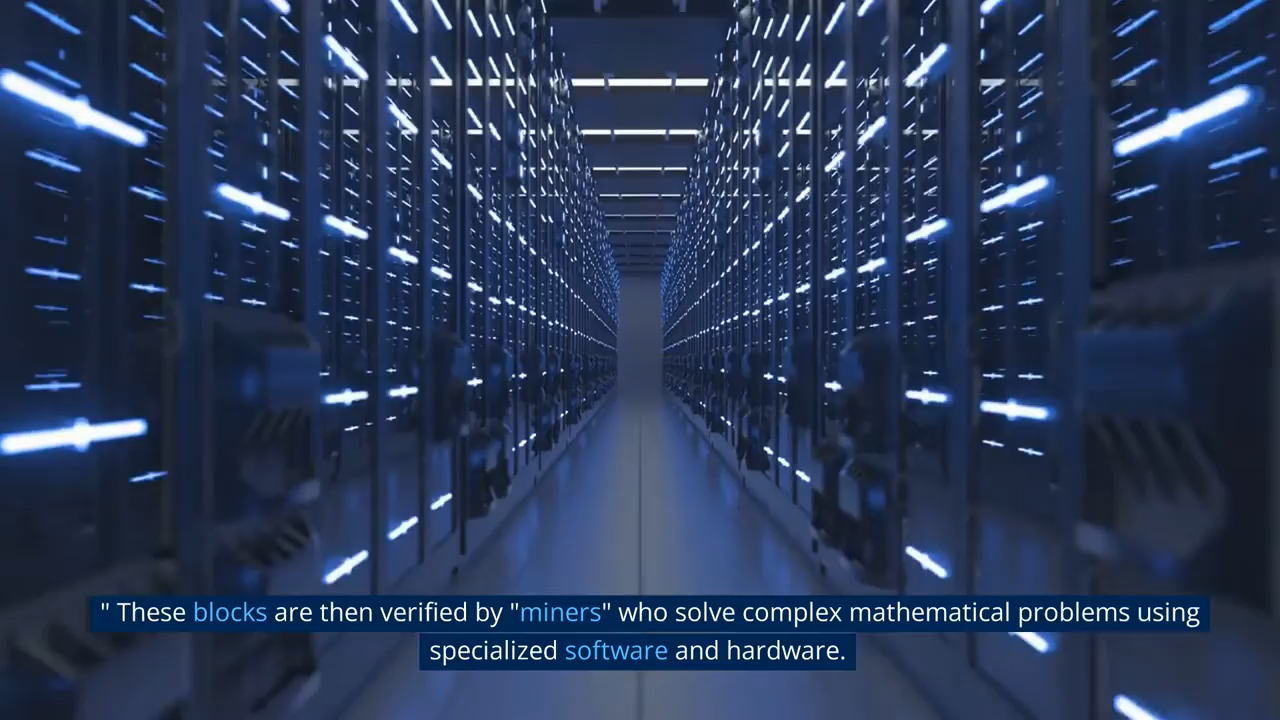 " These blocks are then verified by "miners" who solve complex mathematical problems using
specialized software and hardware.